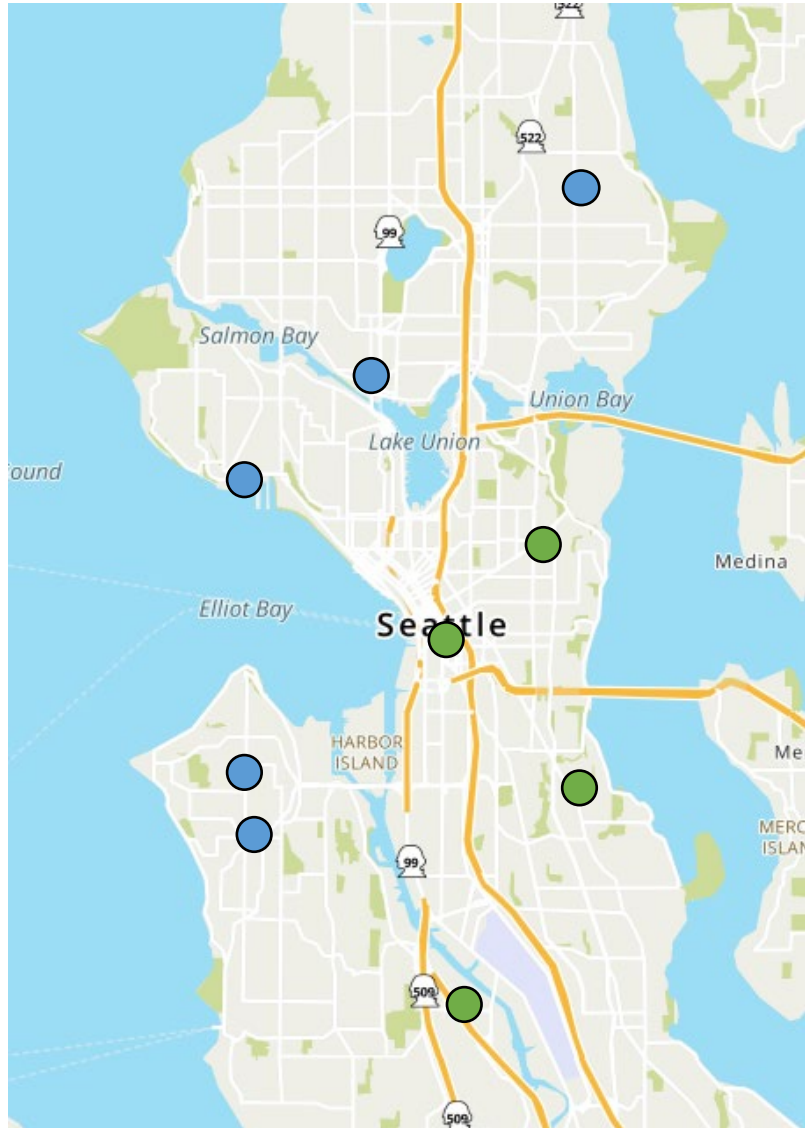 522
522
99
Salmon Bay
Union Bay
Lake Union
ound
Medina
Elliot Bay
Seattle
HARBOR
ISLAND
Me
MERC
ISLAN
99
509
509